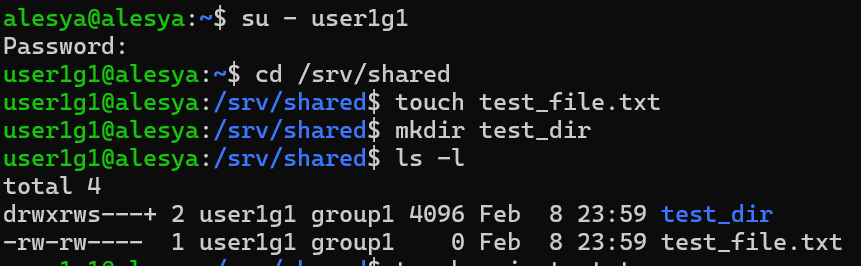 alesya@alesya:~$ su - user1g1
Password:
user1g1@alesya:~$ cd /srv/shared
user1g1@alesya:/srv/shared$ touch test_file.txt
user1g1@alesya:/srv/shared$ mkdir test_dir
user1g1@alesya:/srv/shared$ ls -l
total 4
drwxrws---+ 2 user1g1 group1 4096 Feb  8 23:59 test_dir
-rw-rw----  1 user1g1 group1    0 Feb  8 23:59 test_file.txt